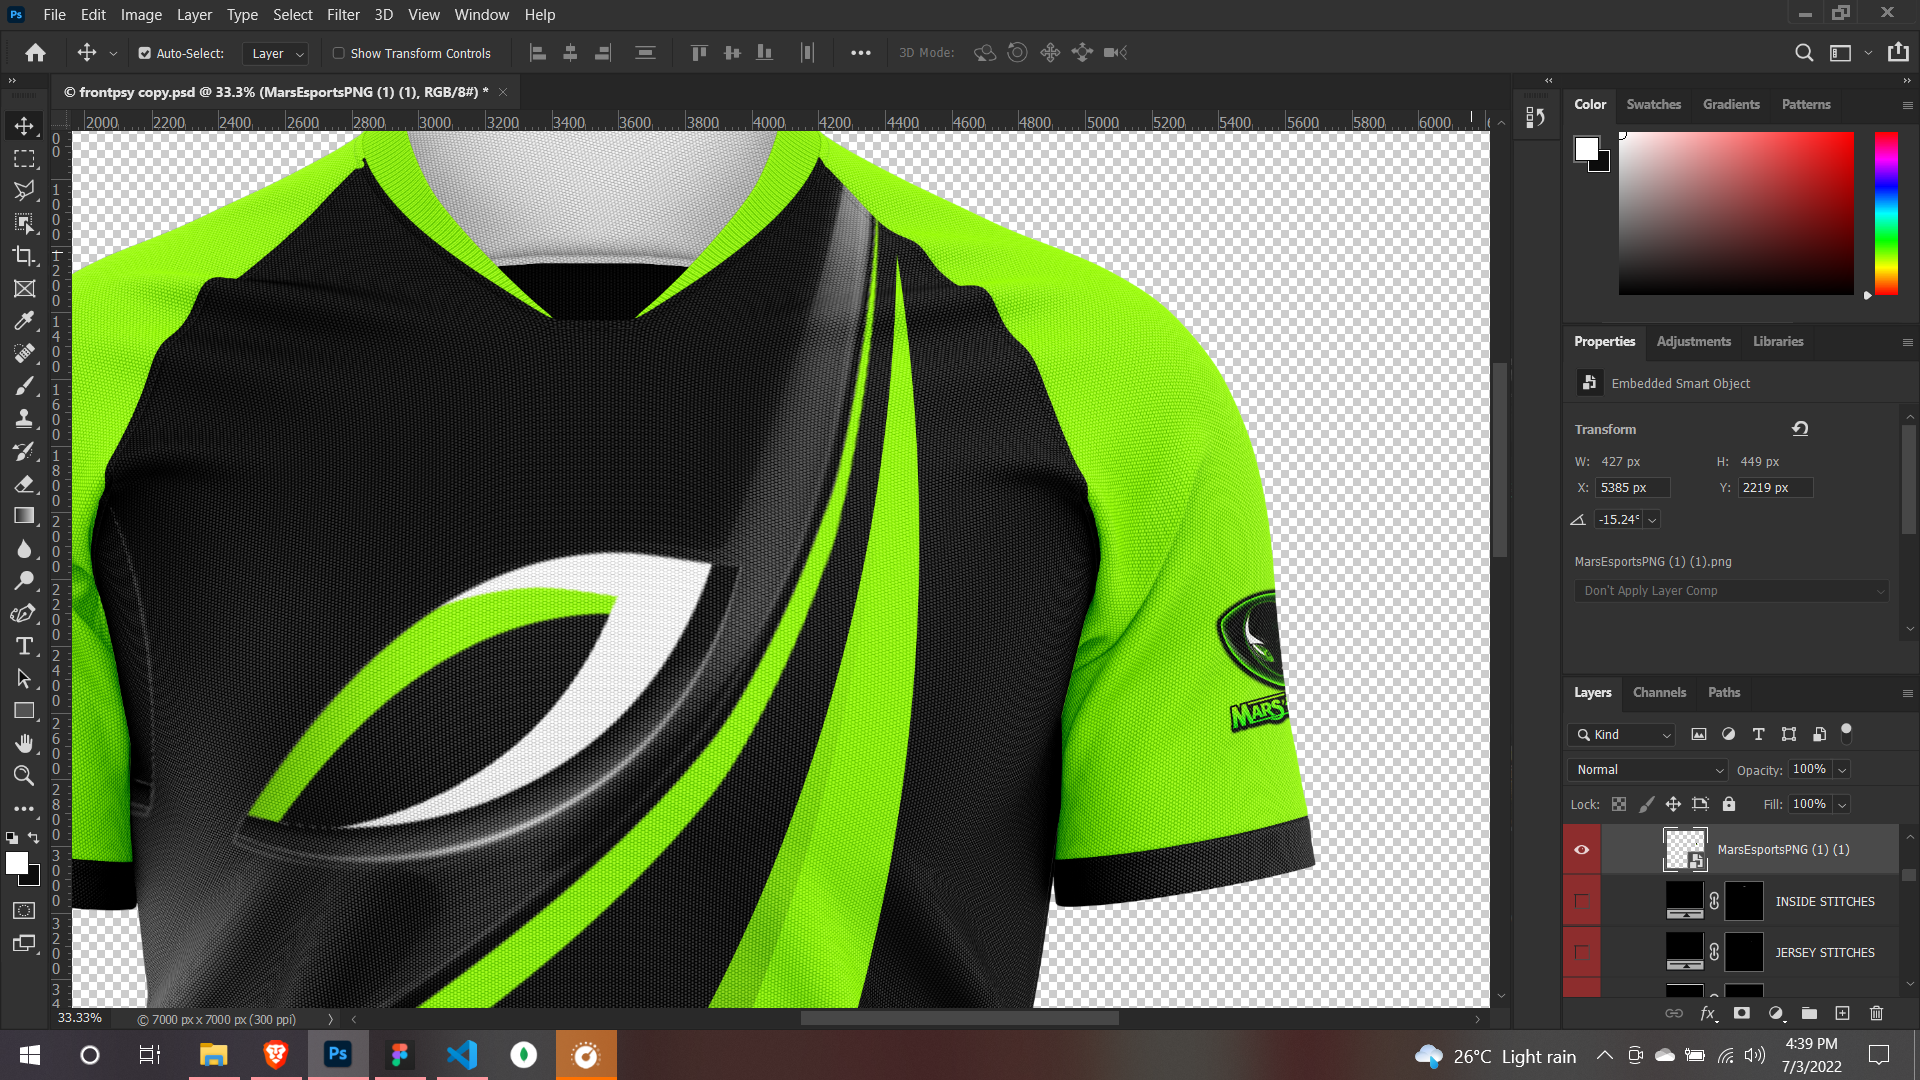 Ps File Edit Image Layer Type Select Filter 3D View Window Help
Auto-Select: Layer Show Transform Controls 3D Mode:
© frontpsy copy.psd @ 33.3% (MarsEsportsPNG (1) (1), RGB/8#) *
2000 2200 2400 2600 2800 3000 3200 3400 3600 3800 4000 4200 4400 4600 4800 5000 5200 5400 5600 5800 6000
Color Swatches Gradients Patterns
Properties Adjustments Libraries
Embedded Smart Object
Transform
W: 427 px H: 449 px
X: 5385 px Y: 2219 px
-15.24°
MarsEsportsPNG (1) (1).png
Don't Apply Layer Comp
MARS
Layers Channels Paths
Kind
Normal Opacity: 100%
Lock: Fill: 100%
MarsEsportsPNG (1) (1)
INSIDE STITCHES
JERSEY STITCHES
33.33% © 7000 px x 7000 px (300 ppi)
Ps 26°C Light rain 4:39 PM
7/3/2022